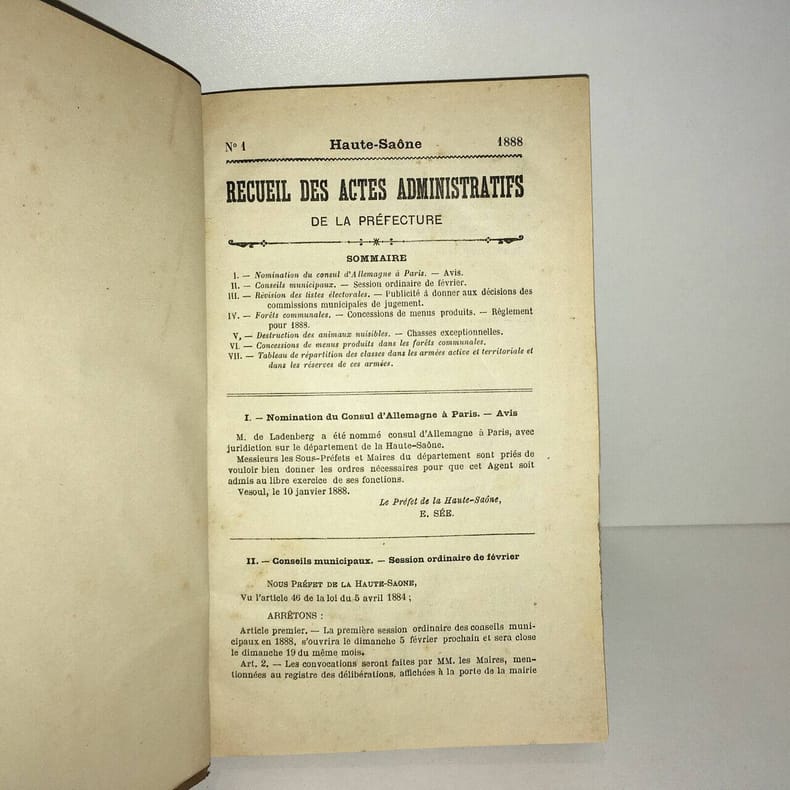 Nº 1 Haute-Saône 1888
RECUEIL DES ACTES ADMINISTRATIFS
DE LA PRÉFECTURE
SOMMAIRE
I. — Nomination du consul d'Allemagne à Paris. — Avis.
II. — Conseils municipaux. — Session ordinaire de février.
III. — Révision des listes électorales. — Publicité à donner aux décisions des
commissions municipales de jugement.
IV. — Forêts communales. — Concessions de menus produits. — Règlement
pour 1888.
V. — Destruction des animaux nuisibles. — Chasses exceptionnelles.
VI. — Concessions de menus produits dans les forêts communales.
VII. — Tableau de répartition des classes dans les armées active et territoriale et
dans les réserves de ces armées.
I. — Nomination du Consul d'Allemagne à Paris. — Avis
M. de Ladenberg a été nommé consul d'Allemagne à Paris, avec
juridiction sur le département de la Haute-Saône.
Messieurs les Sous-Préfets et Maires du département sont priés de
vouloir bien donner les ordres nécessaires pour que cet Agent soit
admis au libre exercice de ses fonctions.
Vesoul, le 10 janvier 1888.
Le Préfet de la Haute-Saône,
E. SÉE.
II. — Conseils municipaux. — Session ordinaire de février
NOUS PRÉFET DE LA HAUTE-SAONE,
Vu l'article 46 de la loi du 5 avril 1884 ;
ARRÊTONS :
Article premier. — La première session ordinaire des conseils muni-
cipaux en 1888, s'ouvrira le dimanche 5 février prochain et sera close
le dimanche 19 du même mois.
Art. 2. — Les convocations seront faites par MM. les Maires, men-
tionnées au registre des délibérations, affichées à la porte de la mairie